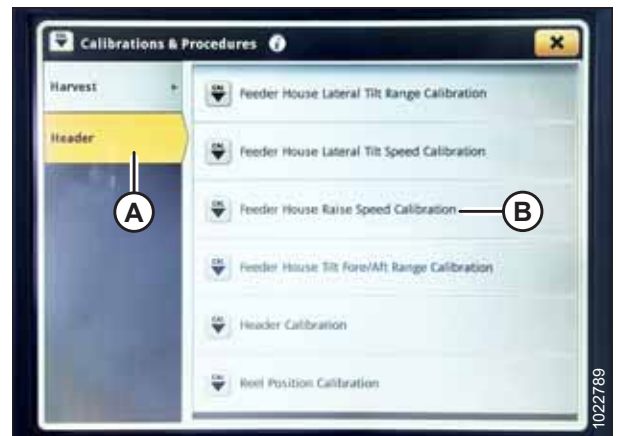 Calibrations & Procedures
Harvest
Header
Feeder House Lateral Tilt Range Calibration
Feeder House Lateral Tilt Speed Calibration
Feeder House Raise Speed Calibration
Feeder House Tilt Fore/Aft Range Calibration
Header Calibration
Reel Position Calibration
A
B
1022789